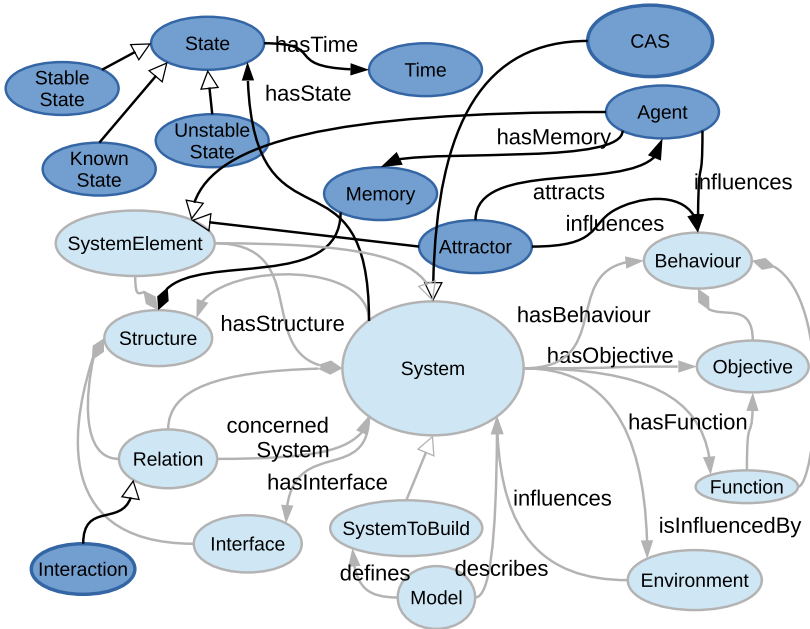 State
hasTime
CAS
Time
Stable
State
hasState
Agent
Unstable
State
hasMemory
Known
State
Memory
attracts
influences
influences
SystemElement
Attractor
Behaviour
hasStructure
hasBehaviour
Structure
hasObjective
System
Objective
concerned
System
hasFunction
Relation
hasInterface
Function
influences
isInfluencedBy
SystemToBuild
Interface
defines
describes
Interaction
Environment
Model